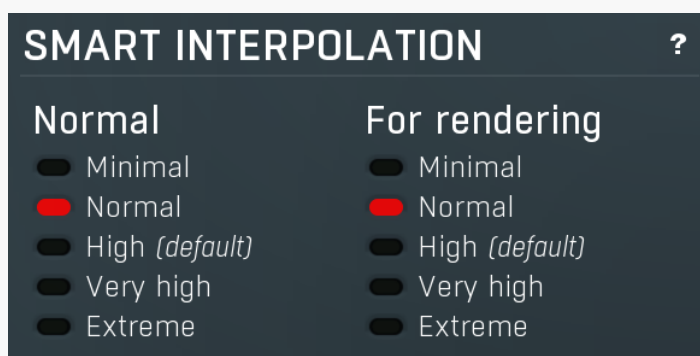 SMART INTERPOLATION ?
Normal
Minimal
Normal
High (default)
Very high
Extreme
For rendering
Minimal
Normal
High (default)
Very high
Extreme